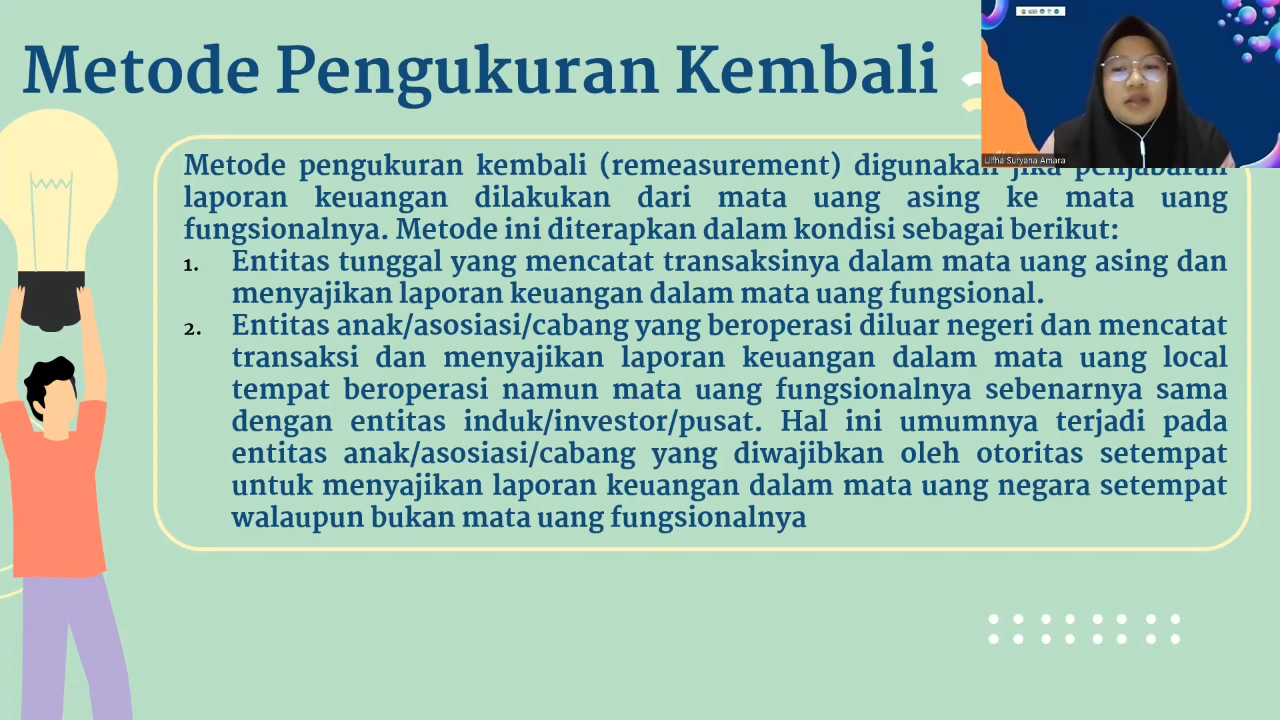 Metode Pengukuran Kembali
Ulfha Suryana Amara
Metode pengukuran kembali (remeasurement) digunakan jika penjabaran
laporan keuangan dilakukan dari mata uang asing ke mata uang
fungsionalnya. Metode ini diterapkan dalam kondisi sebagai berikut:
1. Entitas tunggal yang mencatat transaksinya dalam mata uang asing dan
menyajikan laporan keuangan dalam mata uang fungsional.
2. Entitas anak/asosiasi/cabang yang beroperasi diluar negeri dan mencatat
transaksi dan menyajikan laporan keuangan dalam mata uang local
tempat beroperasi namun mata uang fungsionalnya sebenarnya sama
dengan entitas induk/investor/pusat. Hal ini umumnya terjadi pada
entitas anak/asosiasi/cabang yang diwajibkan oleh otoritas setempat
untuk menyajikan laporan keuangan dalam mata uang negara setempat
walaupun bukan mata uang fungsionalnya